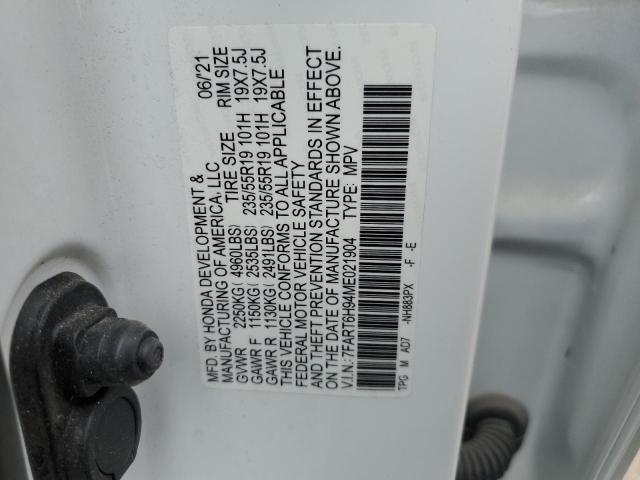 MFD. BY HONDA DEVELOPMENT & 06/'21
MANUFACTURING OF AMERICA, LLC
TIRE SIZE RIM SIZE
GVWR 2250KG( 4960LBS)
GAWR F 1150KG( 2535LBS) 235/55R19 101H 19X7.5J
GAWR R 1130KG( 2491LBS) 235/55R19 101H 19X7.5J
THIS VEHICLE CONFORMS TO ALL APPLICABLE
FEDERAL MOTOR VEHICLE SAFETY
AND THEFT PREVENTION STANDARDS IN EFFECT
ON THE DATE OF MANUFACTURE SHOWN ABOVE.
V.I.N.: 7FART6H94ME021904 TYPE: MPV
TPG M AD7 -NH883PX -F -E